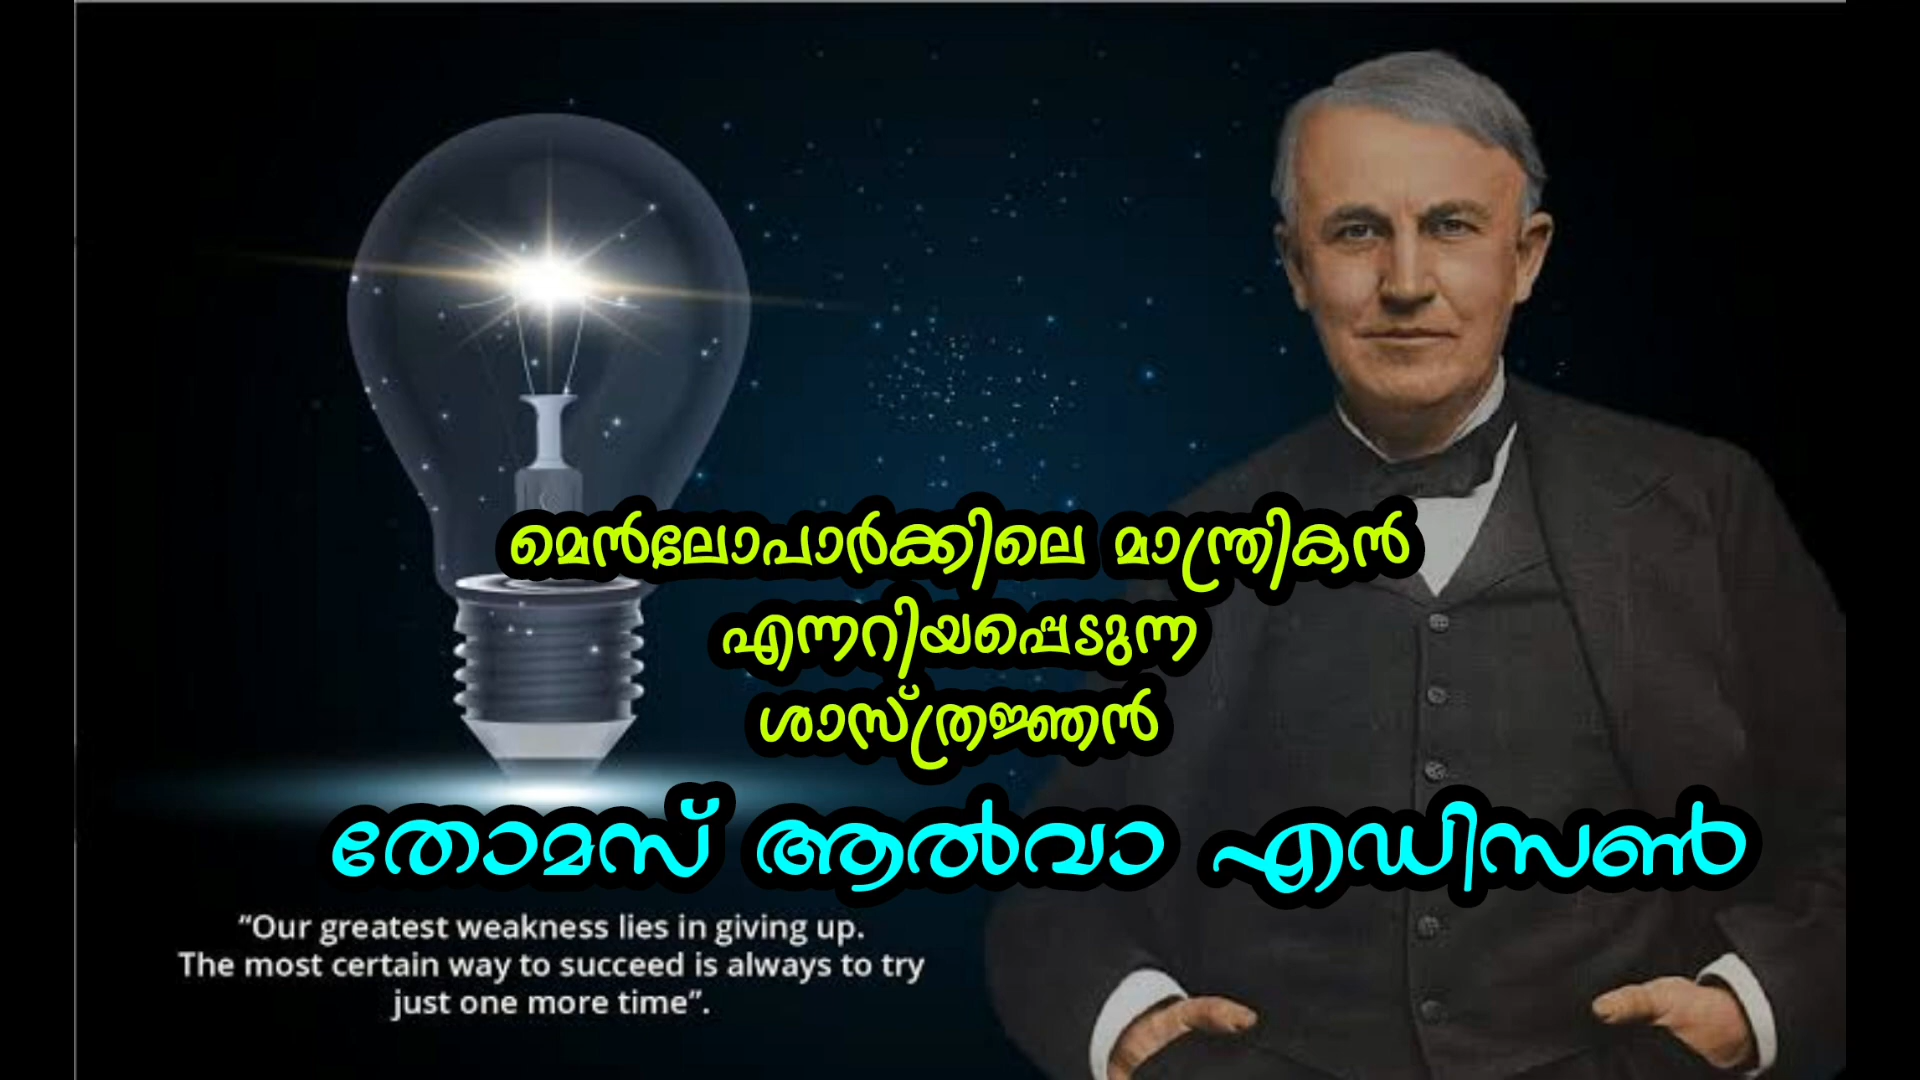 മെൻലോപാർക്കിലെ മാന്ത്രികൻ
എന്നറിയപ്പെടുന്ന
ശാസ്ത്രജ്ഞൻ
തോമസ് ആൽവാ എഡിസൺ
“Our greatest weakness lies in giving up.
The most certain way to succeed is always to try
just one more time”.